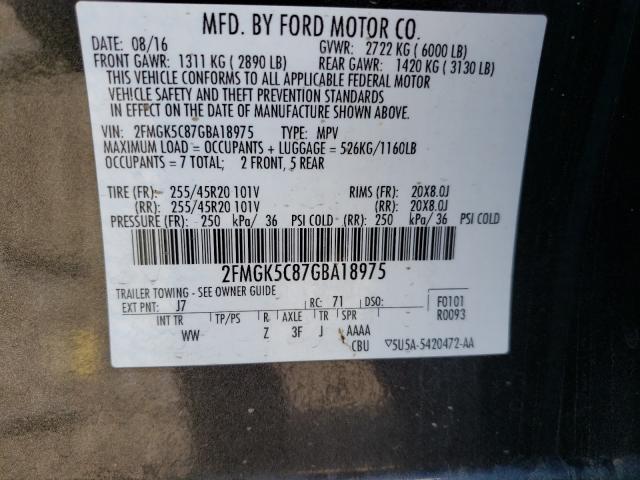 MFD. BY FORD MOTOR CO.
DATE: 08/16 GVWR: 2722 KG ( 6000 LB)
FRONT GAWR: 1311 KG ( 2890 LB) REAR GAWR: 1420 KG ( 3130 LB)
THIS VEHICLE CONFORMS TO ALL APPLICABLE FEDERAL MOTOR
VEHICLE SAFETY AND THEFT PREVENTION STANDARDS
IN EFFECT ON THE DATE OF MANUFACTURE SHOWN ABOVE.
VIN: 2FMGK5C87GBA18975 TYPE: MPV
MAXIMUM LOAD = OCCUPANTS + LUGGAGE = 526KG/1160LB
OCCUPANTS = 7 TOTAL; 2 FRONT, 5 REAR
TIRE (FR): 255/45R20 101V RIMS (FR): 20X8.0J
(RR): 255/45R20 101V (RR): 20X8.0J
PRESSURE (FR): 250 kPa/ 36 PSI COLD (RR): 250 kPa/ 36 PSI COLD
2FMGK5C87GBA18975
TRAILER TOWING - SEE OWNER GUIDE
EXT PNT: J7 RC: 71 DSO: F0101
INT TR TP/PS R AXLE TR SPR R0093
WW Z 3F J AAAA
CBU 5U5A-5420472-AA